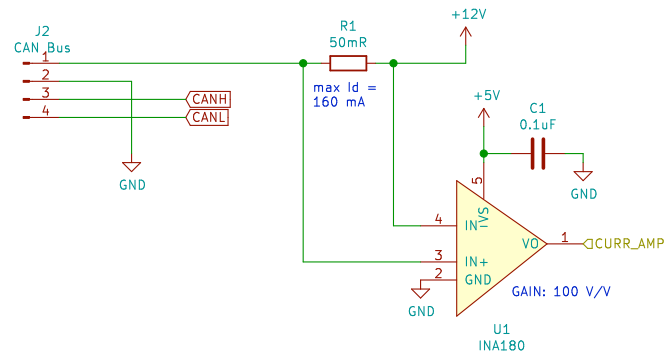 +12V
J2
CAN Bus
R1
50mR
1
2
3
4
CANH
CANL
max Id =
160 mA
+5V
C1
0.1uF
GND
GND
5
VS
4
IN-
3
IN+
2
GND
VO
1
CURR_AMP
GND
GAIN: 100 V/V
U1
INA180